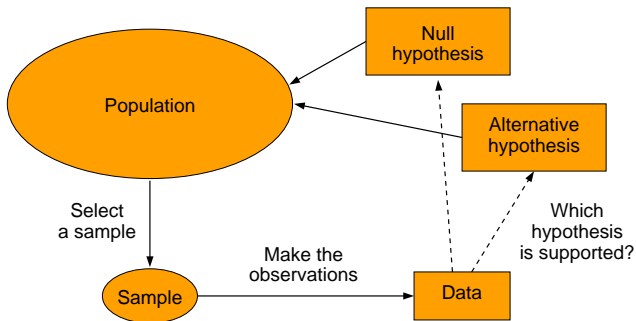 Null
hypothesis
Population
Alternative
hypothesis
Select
a sample
Which
hypothesis
is supported?
Make the
observations
Sample
Data